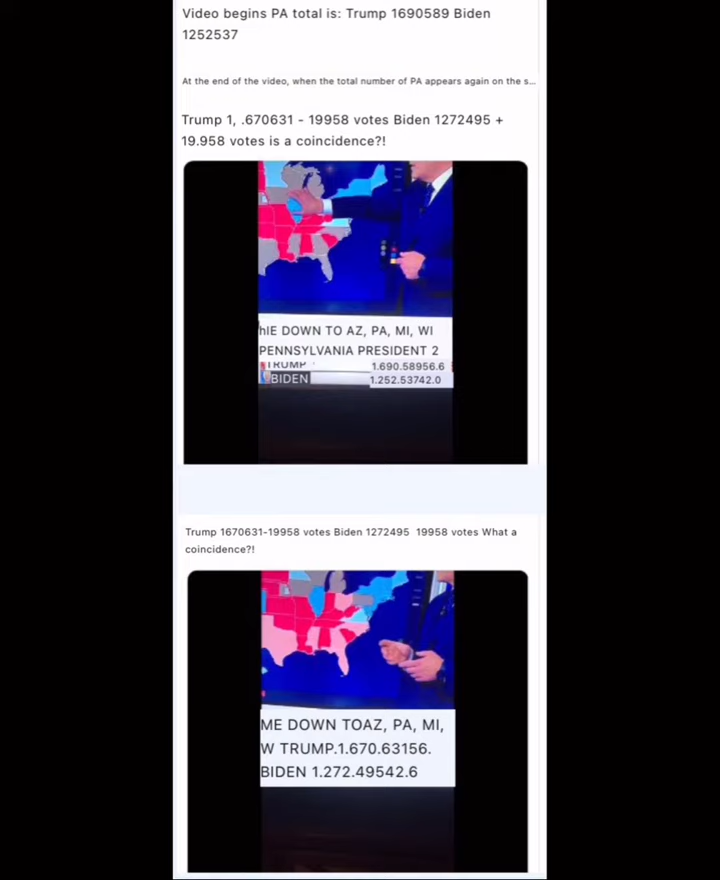 Video begins PA total is: Trump 1690589 Biden
1252537
At the end of the video, when the total number of PA appears again on the s...
Trump 1, .670631 - 19958 votes Biden 1272495 +
19.958 votes is a coincidence?!
hIE DOWN TO AZ, PA, MI, WI
PENNSYLVANIA PRESIDENT 2
TRUMP 1.690.58956.6
BIDEN 1.252.53742.0
Trump 1670631-19958 votes Biden 1272495 19958 votes What a
coincidence?!
ME DOWN TOAZ, PA, MI,
W TRUMP.1.670.63156.
BIDEN 1.272.49542.6